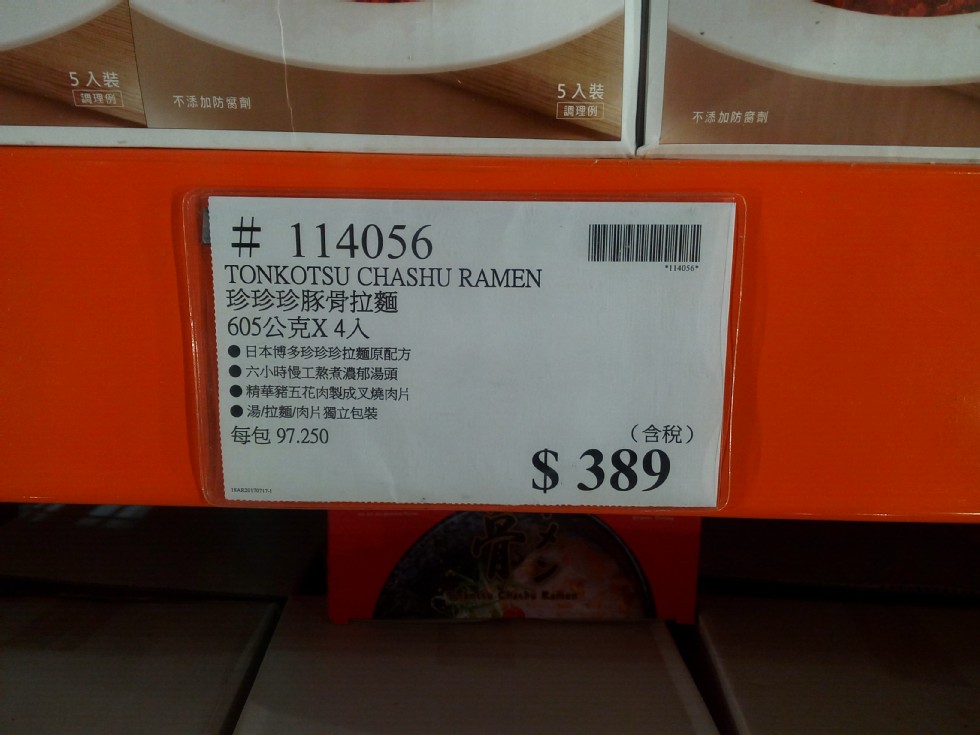 5入裝
調理例
不添加防腐劑
5入裝
調理例
不添加防腐劑
# 114056
*114056*
TONKOTSU CHASHU RAMEN
珍珍珍豚骨拉麵
605公克X 4入
●日本博多珍珍珍拉麵原配方
●六小時慢工熬煮濃郁湯頭
●精華豬五花肉製成叉燒肉片
●湯/拉麵/肉片獨立包裝
每包 97.250
(含稅)
$ 389
骨
Chashu Ramen